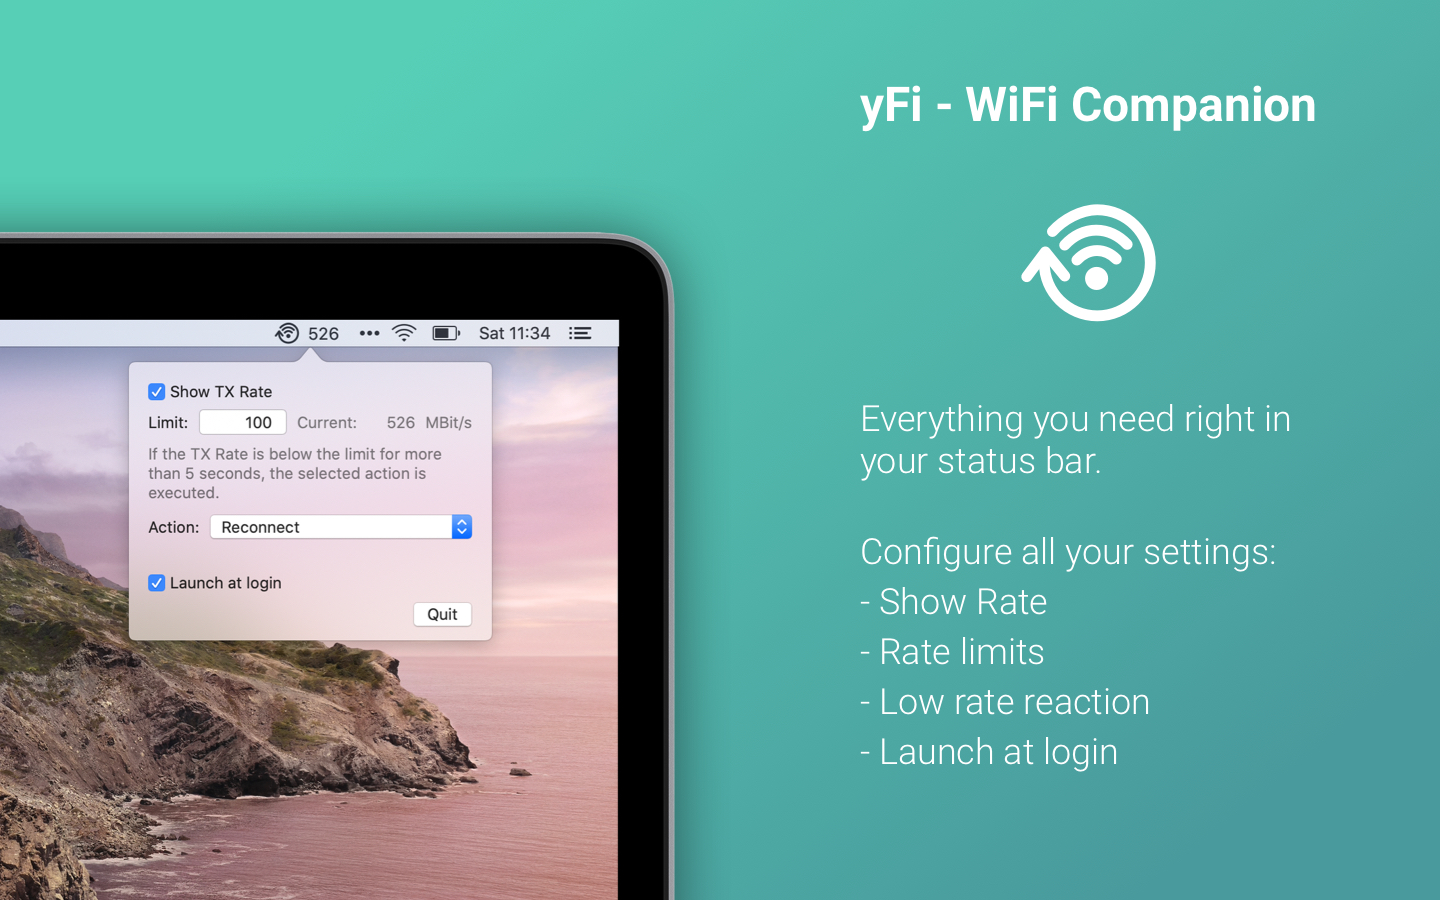 yFi - WiFi Companion
526
Sat 11:34
Show TX Rate
Limit: 100 Current: 526 MBit/s
If the TX Rate is below the limit for more
than 5 seconds, the selected action is
executed.
Action: Reconnect
Launch at login
Quit
Everything you need right in
your status bar.
Configure all your settings:
- Show Rate
- Rate limits
- Low rate reaction
- Launch at login